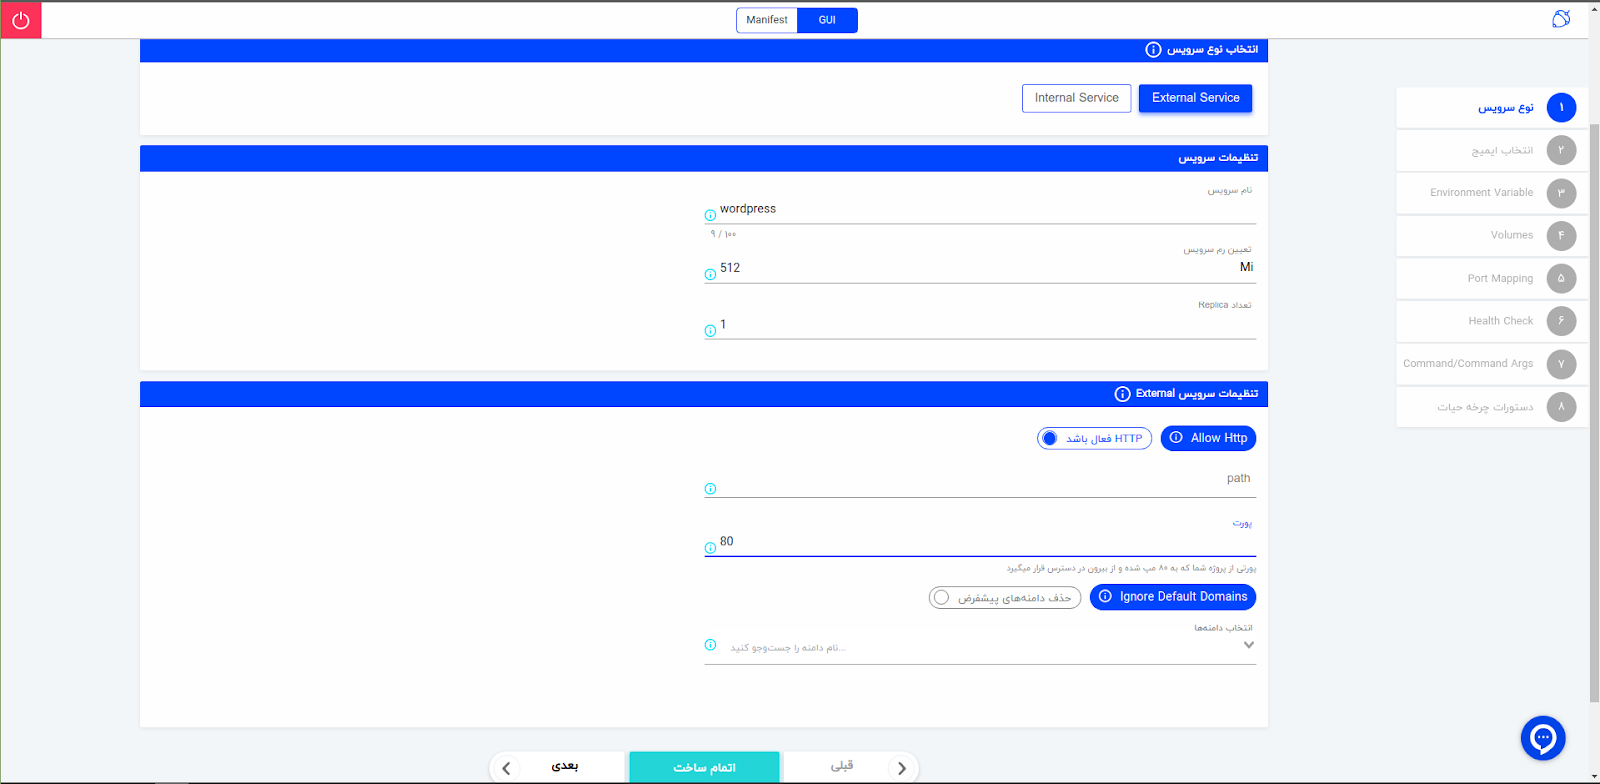 Manifest
GUI
انتخاب نوع سرویس
External Service
Internal Service
تنظیمات سرویس
نام سرویس
wordpress
۹ / ۱۰۰
تعیین رم سرویس
512
Mi
تعداد Replica
1
تنظیمات سرویس External
Allow Http
HTTP فعال باشد
path
پورت
80
پورتی از پروژه شما که به ۸۰ مپ شده و از بیرون در دسترس قرار میگیرد
Ignore Default Domains
حذف دامنه‌های پیشفرض
انتخاب دامنه‌ها
نام دامنه را جست‌وجو کنید...
قبلی
اتمام ساخت
بعدی
۱ نوع سرویس
۲ انتخاب ایمیج
۳ Environment Variable
۴ Volumes
۵ Port Mapping
۶ Health Check
۷ Command/Command Args
۸ دستورات چرخه حیات